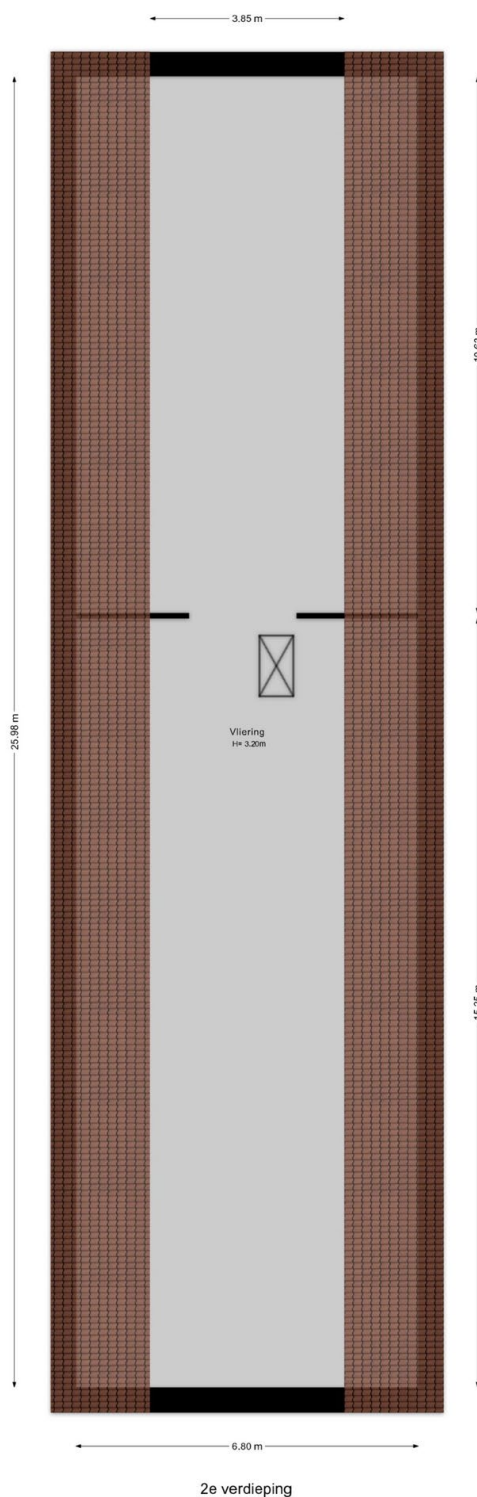 3.85 m
25.98 m
Vliering
H= 3.20m
6.80 m
2e verdieping